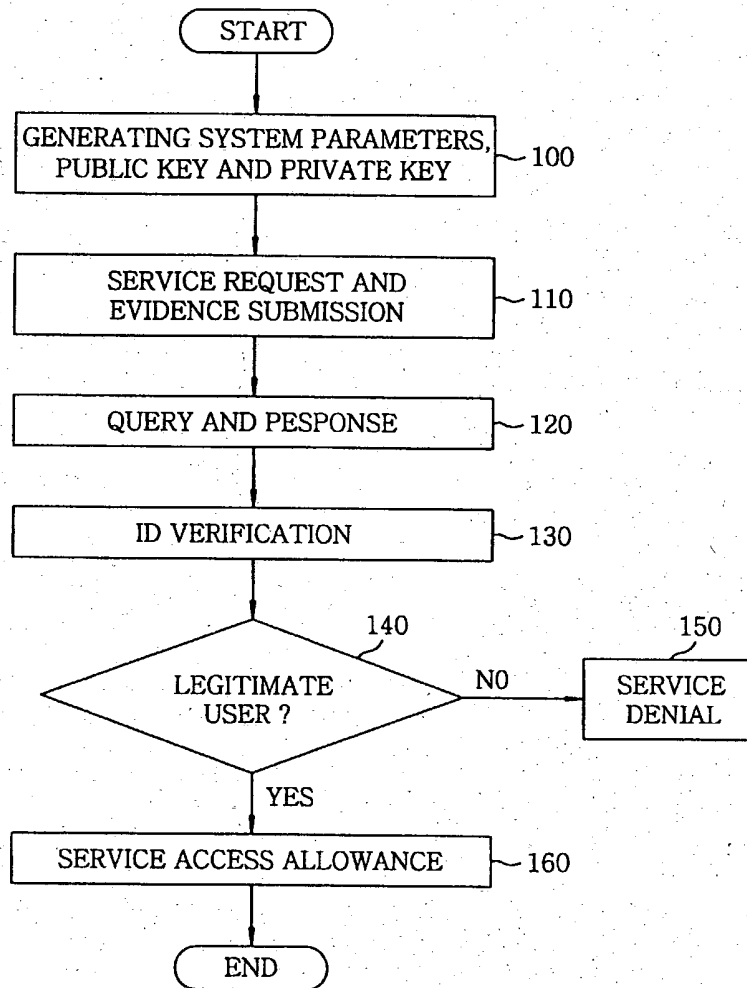 START
GENERATING SYSTEM PARAMETERS,
PUBLIC KEY AND PRIVATE KEY
100
SERVICE REQUEST AND
EVIDENCE SUBMISSION
110
QUERY AND PESPONSE
120
ID VERIFICATION
130
140
LEGITIMATE
USER ?
NO
150
SERVICE
DENIAL
YES
SERVICE ACCESS ALLOWANCE
160
END